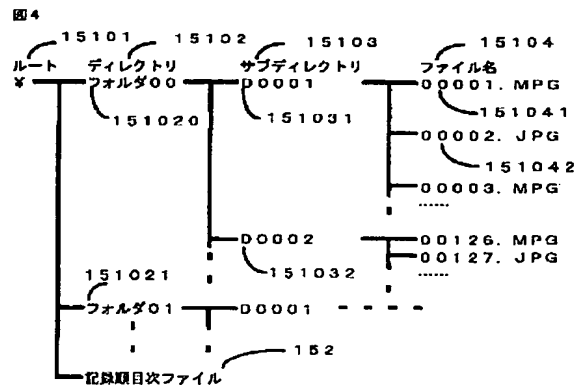 図4
15101 15102 15103 15104
ルート ディレクトリ サブディレクトリ ファイル名
¥ フォルダ00 D0001 00001. MPG
151020 151031 151041
00002. JPG
151042
00003. MPG
D0002 00126. MPG
151032 00127. JPG
151021
フォルダ01 D0001
152
記録順目次ファイル